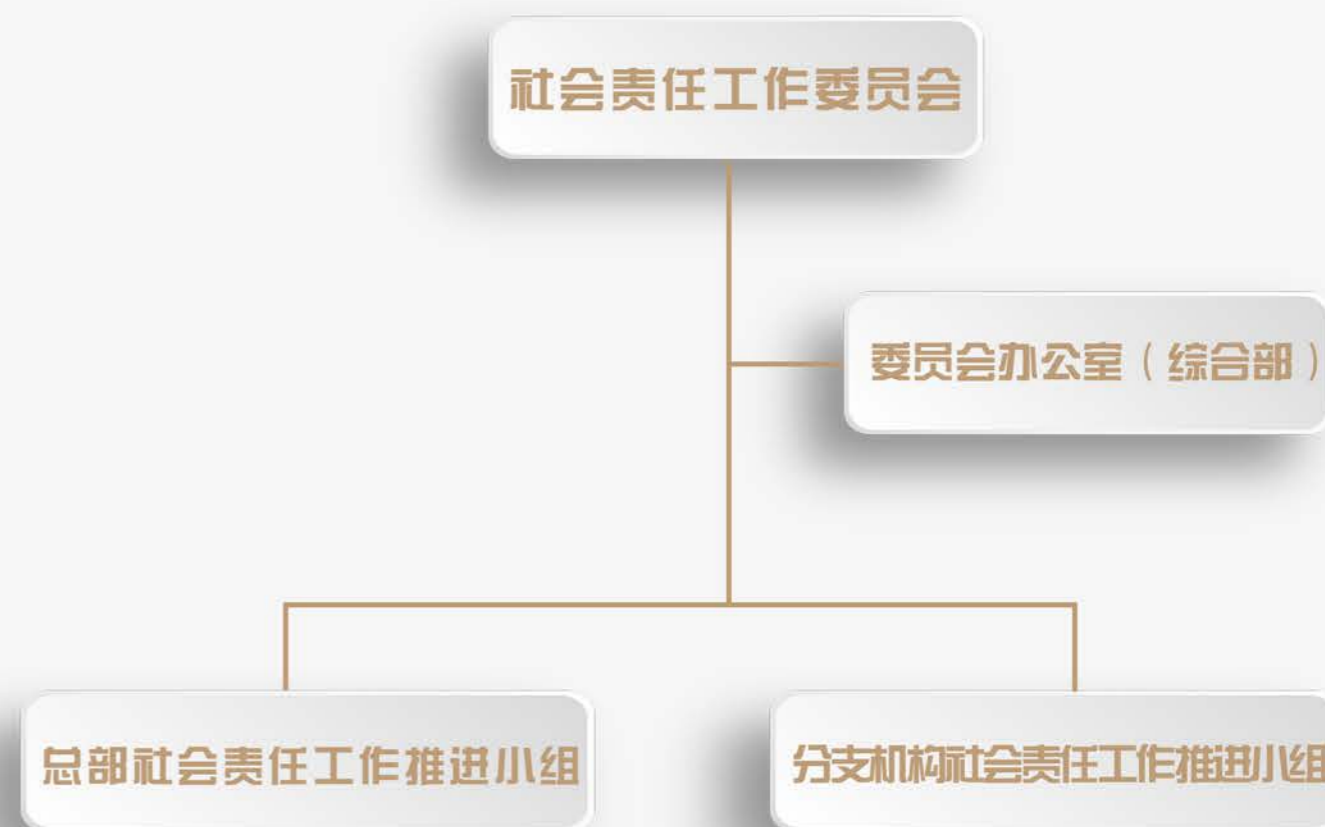 社会责任工作委员会
委员会办公室（综合部）
总部社会责任工作推进小组
分支机构社会责任工作推进小组